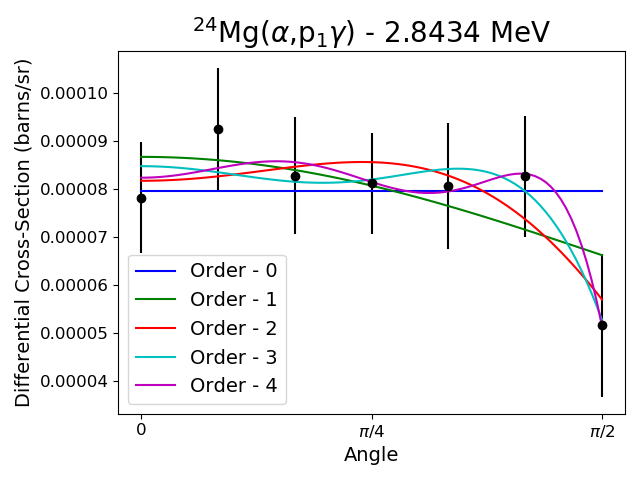 ²⁴Mg(α,p₁γ) - 2.8434 MeV
Differential Cross-Section (barns/sr)
0.00010
0.00009
0.00008
0.00007
0.00006
0.00005
0.00004
Order - 0
Order - 1
Order - 2
Order - 3
Order - 4
0 π/4 π/2
Angle